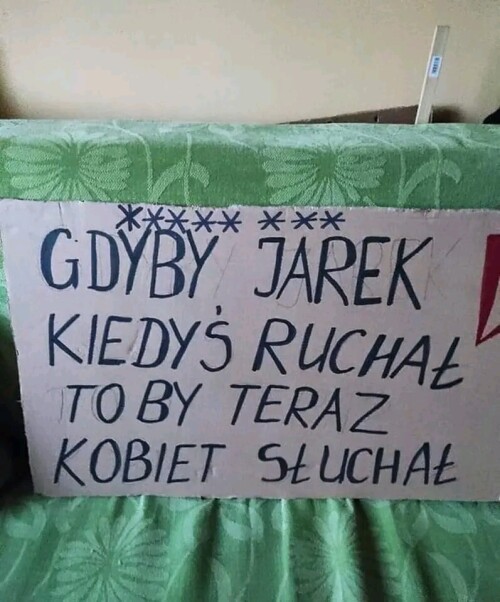 ***** ***
GDYBY JAREK
KIEDYŚ RUCHAŁ
TO BY TERAZ
KOBIET SŁUCHAŁ